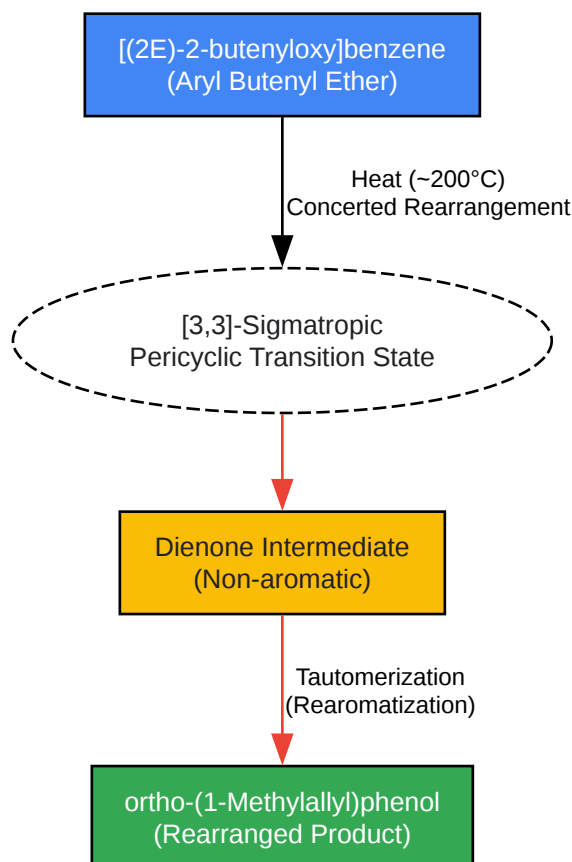 [(2E)-2-butenyloxy]benzene
(Aryl Butenyl Ether)
Heat (~200°C)
Concerted Rearrangement
[3,3]-Sigmatropic
Pericyclic Transition State
Dienone Intermediate
(Non-aromatic)
Tautomerization
(Rearomatization)
ortho-(1-Methylallyl)phenol
(Rearranged Product)